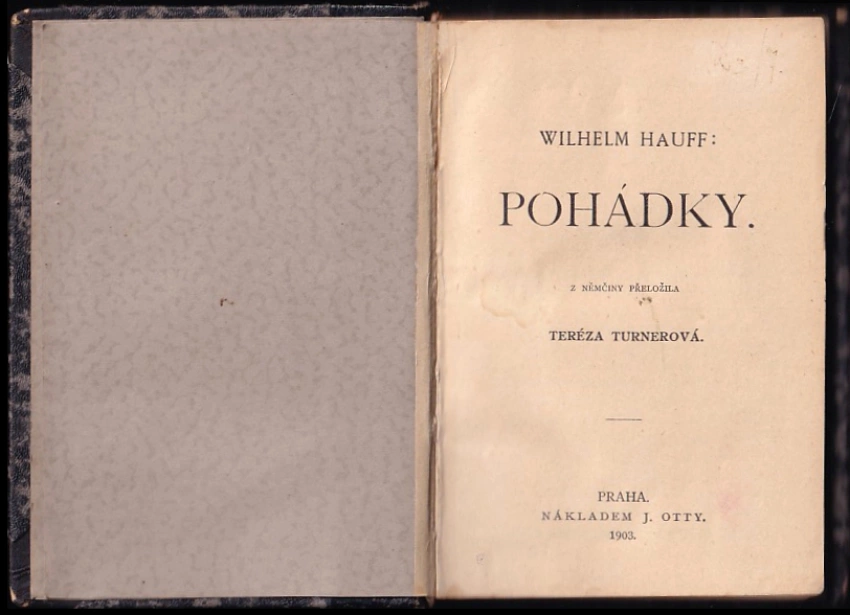 WILHELM HAUFF:
POHÁDKY.
Z NĚMČINY PŘELOŽILA
TERÉZA TURNEROVÁ.
PRAHA.
NÁKLADEM J. OTTY.
1903.